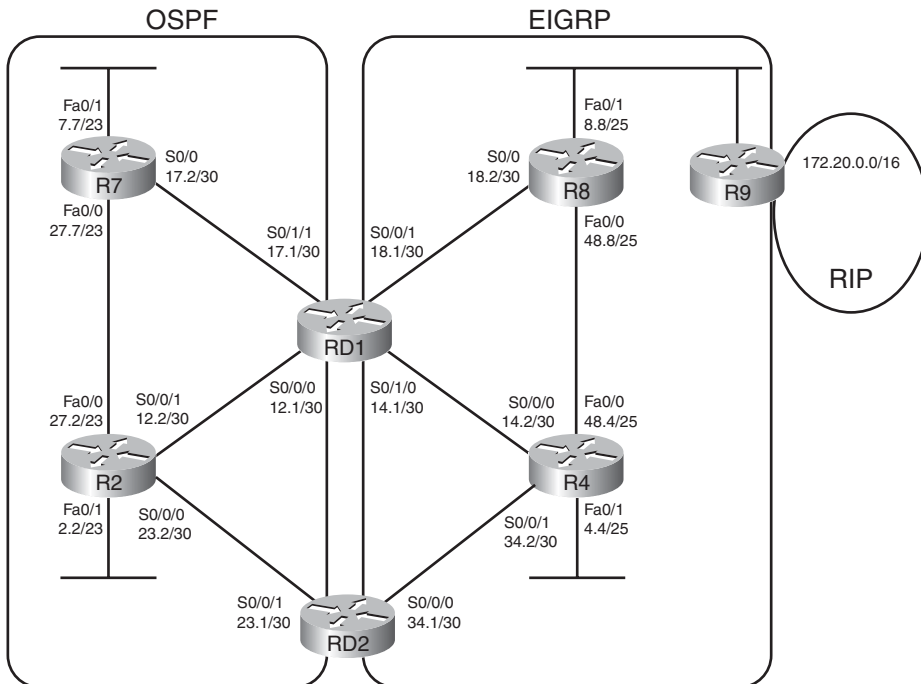 OSPF
EIGRP
Fa0/1
7.7/23
S0/0
17.2/30
R7
Fa0/0
27.7/23
S0/1/1
17.1/30
S0/0/1
18.1/30
S0/0
18.2/30
Fa0/1
8.8/25
R8
Fa0/0
48.8/25
R9
172.20.0.0/16
RIP
RD1
Fa0/0
27.2/23
S0/0/1
12.2/30
S0/0/0
12.1/30
S0/1/0
14.1/30
S0/0/0
14.2/30
Fa0/0
48.4/25
R2
R4
Fa0/1
2.2/23
S0/0/0
23.2/30
S0/0/1
34.2/30
Fa0/1
4.4/25
S0/0/1
23.1/30
RD2
S0/0/0
34.1/30